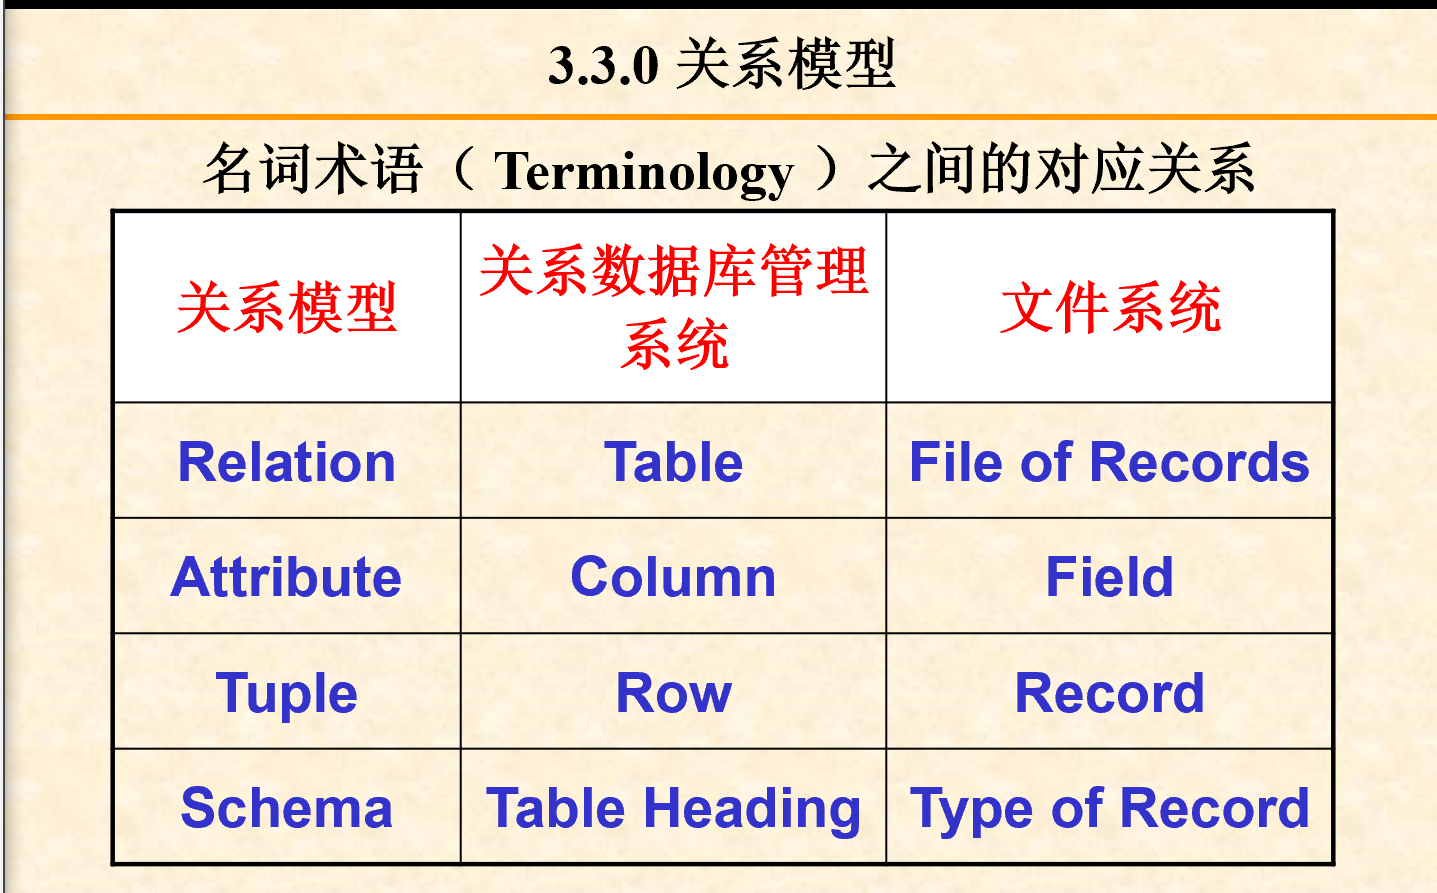 3.3.0 关系模型
名词术语（ Terminology ）之间的对应关系
关系模型
关系数据库管理
系统
文件系统
Relation
Table
File of Records
Attribute
Column
Field
Tuple
Row
Record
Schema
Table Heading
Type of Record